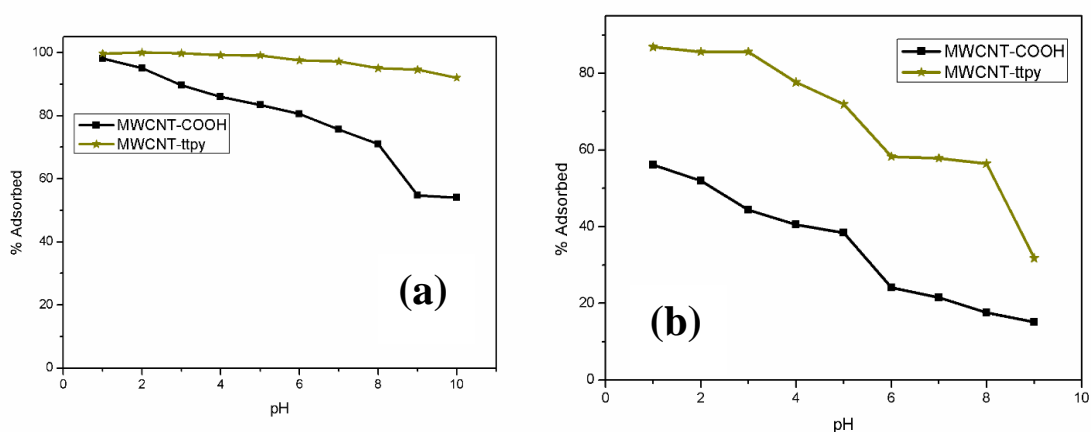 100
80
60
40
20
0
% Adsorbed
MWCNT-COOH
MWCNT-ttpy
(a)
0 2 4 6 8 10
pH
80
60
40
20
0
% Adsorbed
MWCNT-COOH
MWCNT-ttpy
(b)
0 2 4 6 8 10
pH